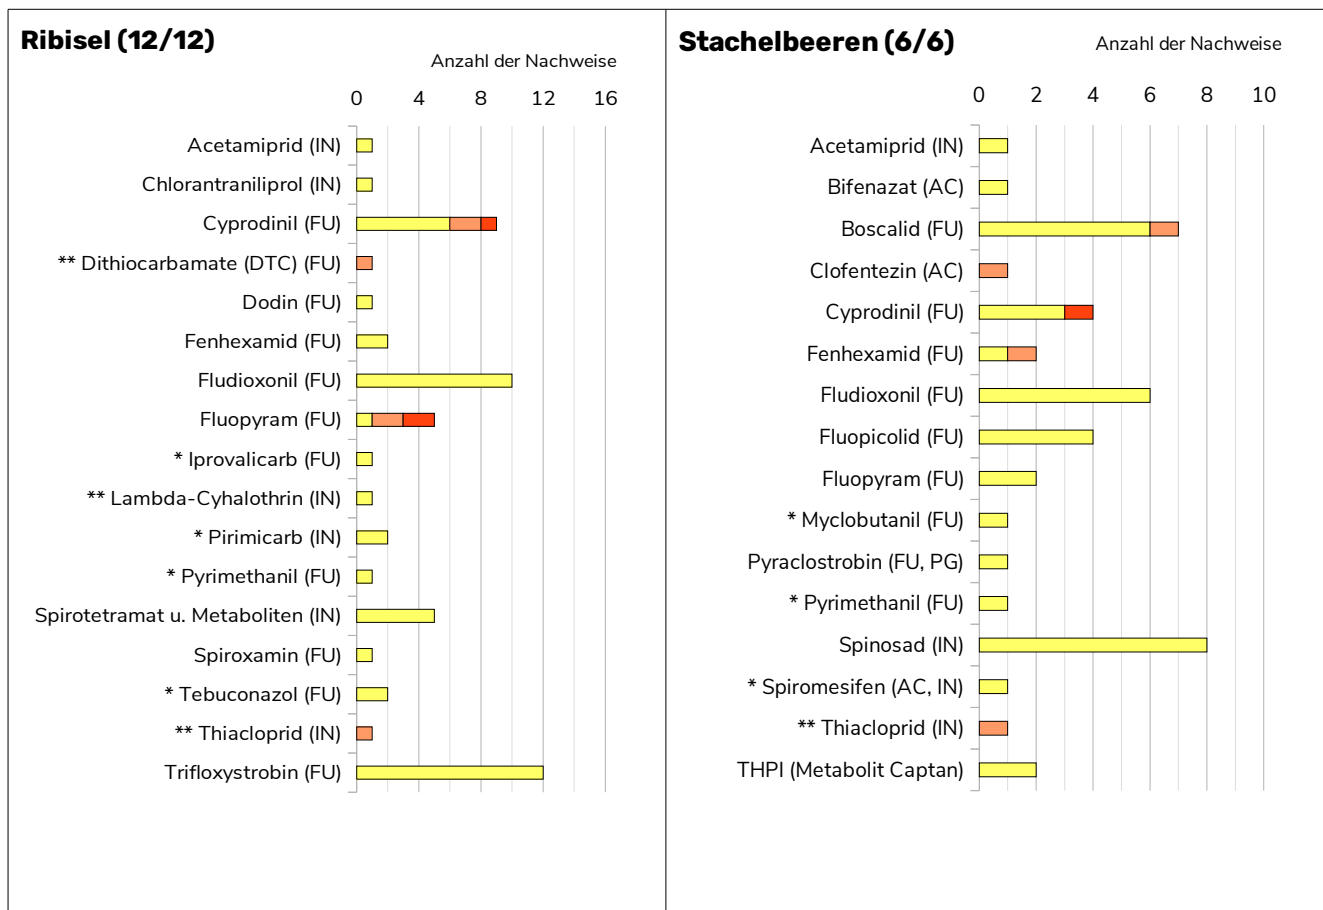 Ribisel (12/12)
Anzahl der Nachweise
0 4 8 12 16
Acetamiprid (IN)
Chlorantraniliprol (IN)
Cyprodinil (FU)
** Dithiocarbamate (DTC) (FU)
Dodin (FU)
Fenhexamid (FU)
Fludioxonil (FU)
Fluopyram (FU)
* Iprovalicarb (FU)
** Lambda-Cyhalothrin (IN)
* Pirimicarb (IN)
* Pyrimethanil (FU)
Spirotetramat u. Metaboliten (IN)
Spiroxamin (FU)
* Tebuconazol (FU)
** Thiacloprid (IN)
Trifloxystrobin (FU)
Stachelbeeren (6/6)
Anzahl der Nachweise
0 2 4 6 8 10
Acetamiprid (IN)
Bifenazat (AC)
Boscalid (FU)
Clofentezin (AC)
Cyprodinil (FU)
Fenhexamid (FU)
Fludioxonil (FU)
Fluopicolid (FU)
Fluopyram (FU)
* Myclobutanil (FU)
Pyraclostrobin (FU, PG)
* Pyrimethanil (FU)
Spinosad (IN)
* Spiromesifen (AC, IN)
** Thiacloprid (IN)
THPI (Metabolit Captan)